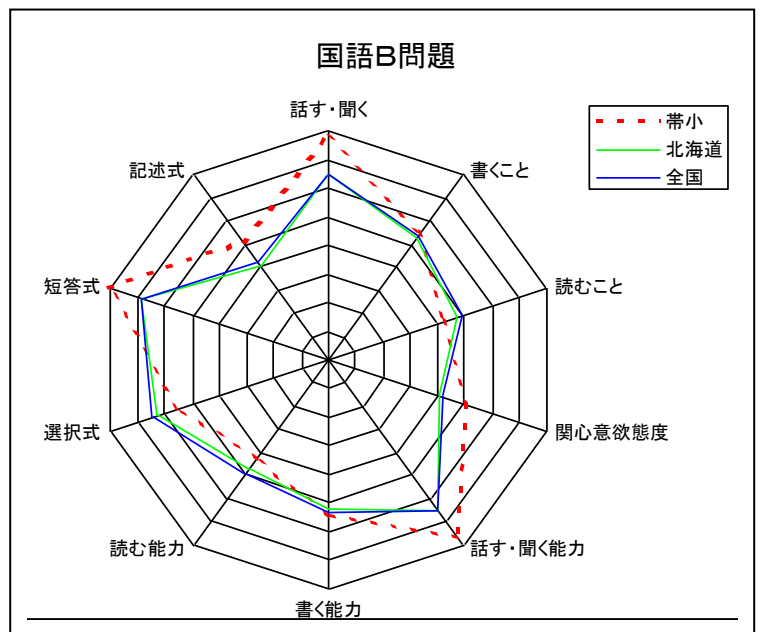 国語B問題
帯小
北海道
全国
話す・聞く
書くこと
読むこと
関心意欲態度
話す・聞く能力
書く能力
読む能力
選択式
短答式
記述式